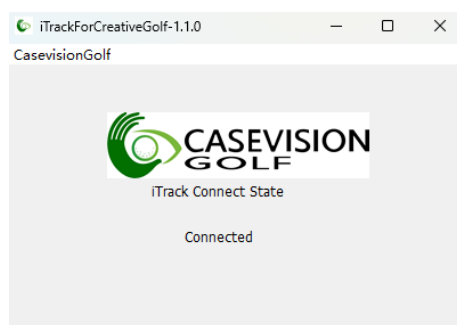 iTrackForCreativeGolf-1.1.0
CasevisionGolf
CASEVISION
GOLF
iTrack Connect State
Connected